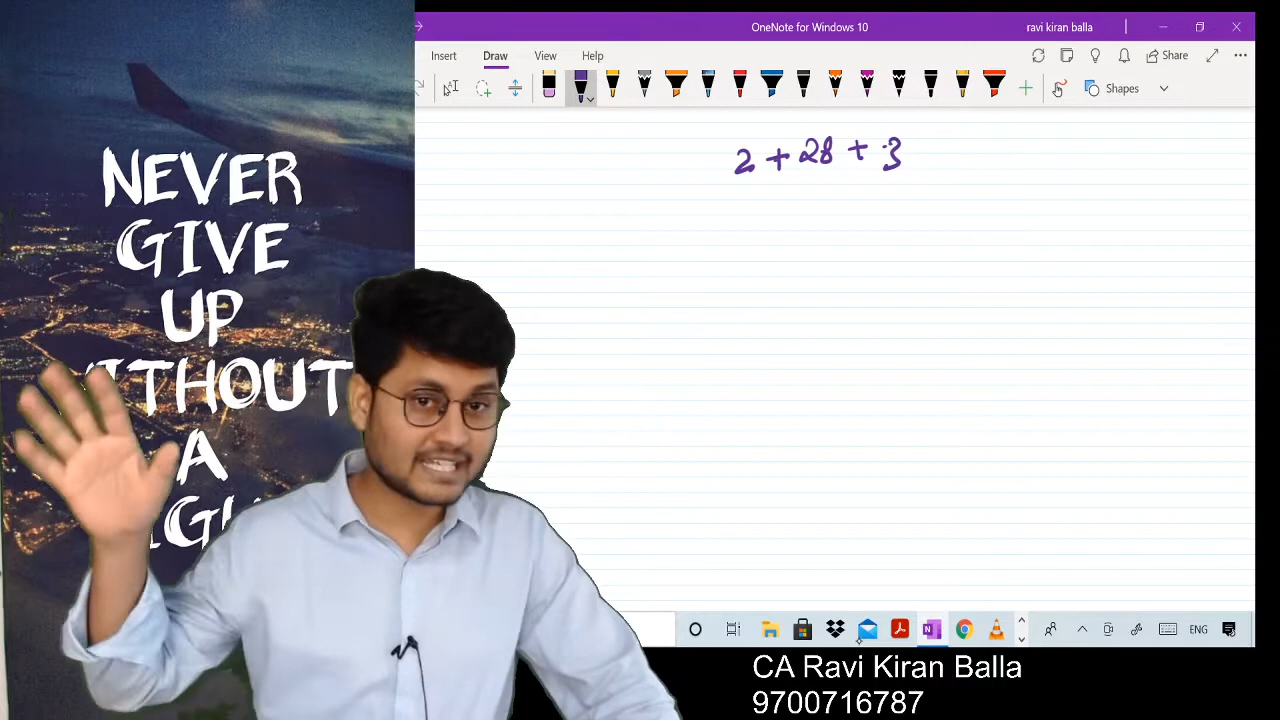 NEVER
GIVE
UP
WITHOUT
A
OneNote for Windows 10
ravi kiran balla
Insert Draw View Help
Share
Shapes
2 + 28 + 3
ENG
CA Ravi Kiran Balla
9700716787